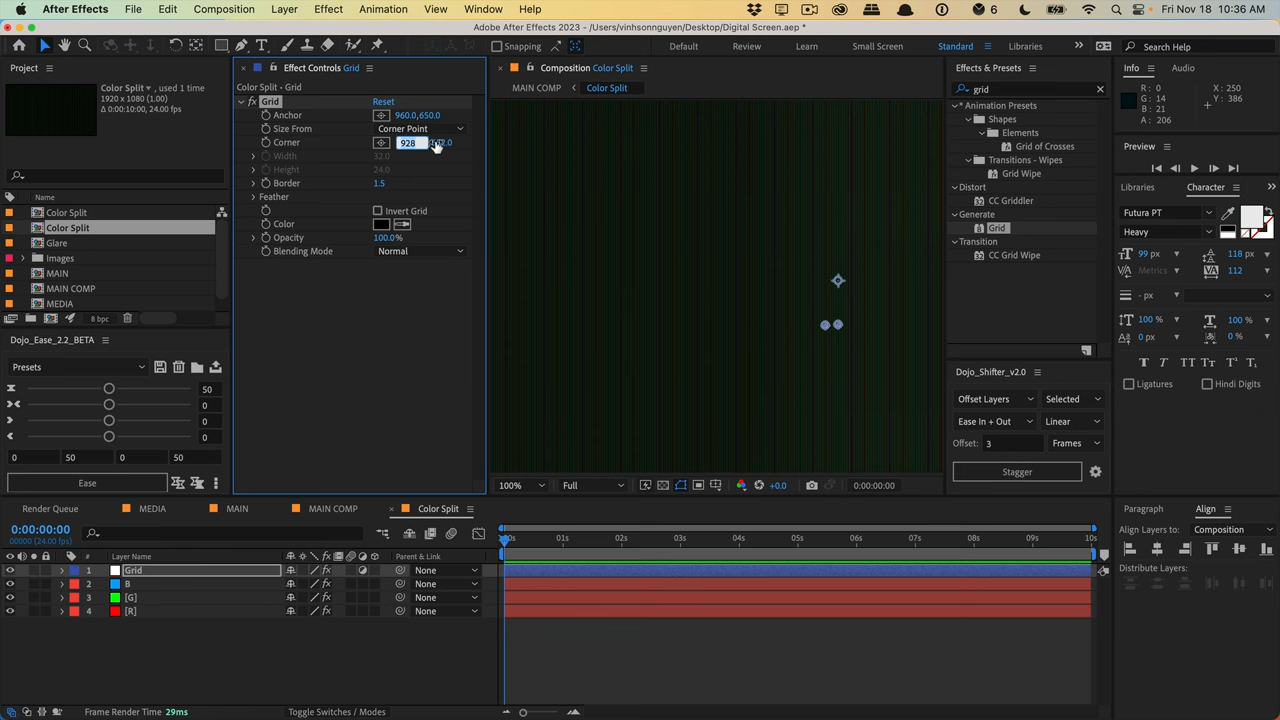 After Effects File Edit Composition Layer Effect Animation View Window Help 6 Fri Nov 18 10:36 AM
Adobe After Effects 2023 - /Users/vinhsonnguyen/Desktop/Digital Screen.aep *
Snapping Default Review Learn Small Screen Standard Libraries Search Help
Project
Color Split , used 1 time
1920 x 1080 (1.00)
Δ 0:00:10:00, 24.00 fps
Name
Color Split
Color Split
Glare
Images
MAIN
MAIN COMP
MEDIA
8 bpc
Dojo_Ease_2.2_BETA
Presets
50
0
0
0
0 50 0 50
Ease
Effect Controls Grid
Color Split • Grid
fx Grid Reset
Anchor 960.0,650.0
Size From Corner Point
Corner 928
Width 32.0
Height 24.0
Border 1.5
Feather
Invert Grid
Color
Opacity 100.0%
Blending Mode Normal
Composition Color Split
MAIN COMP Color Split
100% Full +0.0 0:00:00:00
Effects & Presets
grid
* Animation Presets
Shapes
Elements
Grid of Crosses
Transitions - Wipes
Grid Wipe
Distort
CC Griddler
Generate
Grid
Transition
CC Grid Wipe
Dojo_Shifter_v2.0
Offset Layers Selected
Ease In + Out Linear
Offset: 3 Frames
Stagger
Info Audio
R: 0
G: 14
B: 21
A: 206
X: 250
Y: 386
Preview
Libraries Character
Futura PT
Heavy
99 px 118 px
Metrics 112
- px
100 % 100 %
0 px 0 %
T T TT Tr T¹ T₁
Ligatures Hindi Digits
Paragraph Align
Align Layers to: Composition
Distribute Layers:
Render Queue MEDIA MAIN MAIN COMP Color Split
0:00:00:00
00000 (24.00 fps)
# Layer Name Parent & Link
1 Grid None
2 B None
3 [G] None
4 [R] None
01s 02s 03s 04s 05s 06s 07s 08s 09s 10s
Frame Render Time 29ms Toggle Switches / Modes